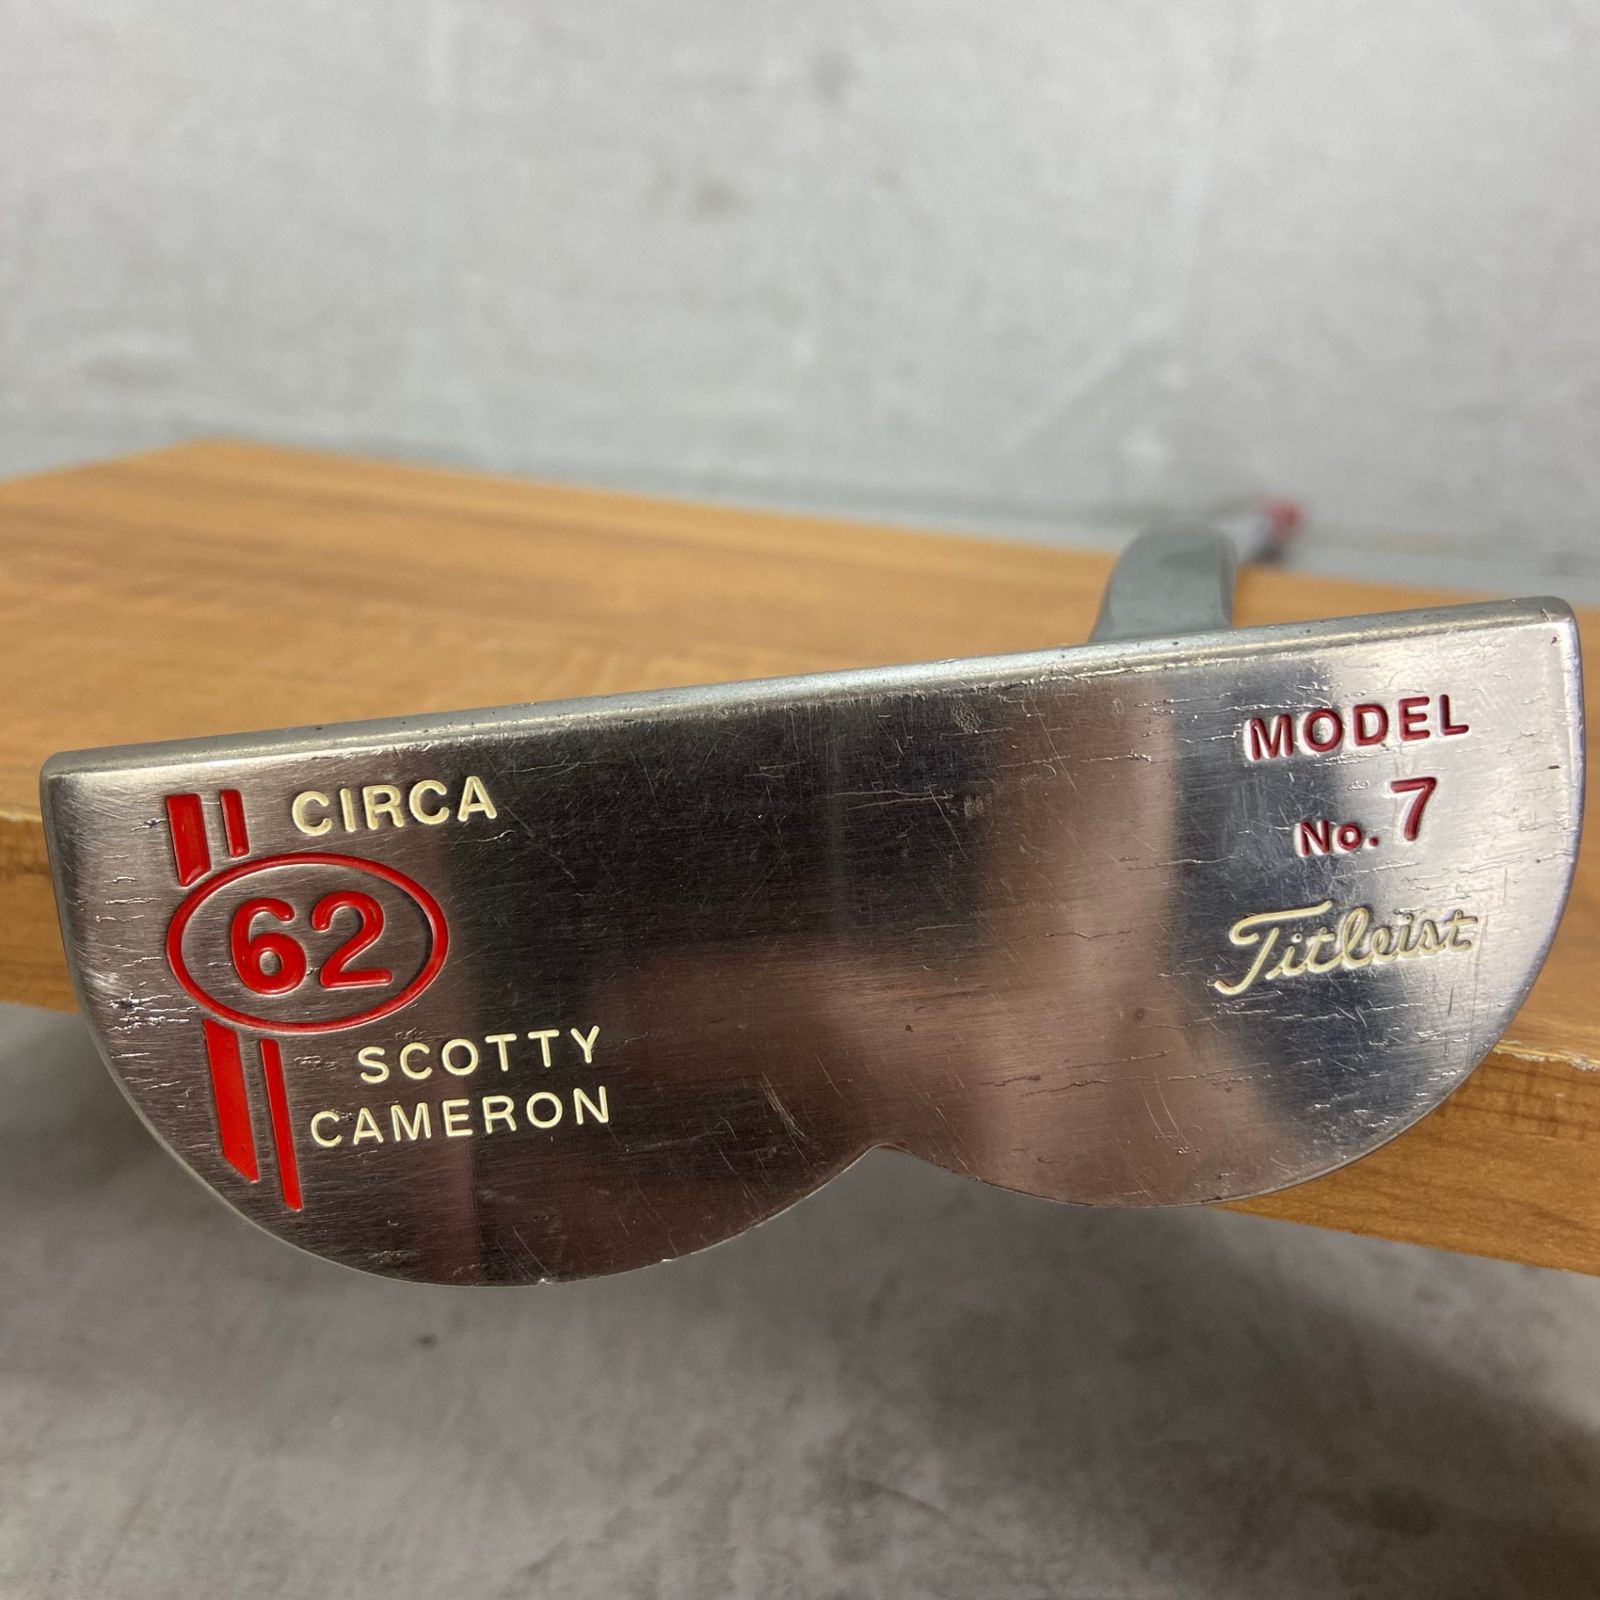 CIRCA
62
SCOTTY
CAMERON
MODEL
No. 7
Titleist